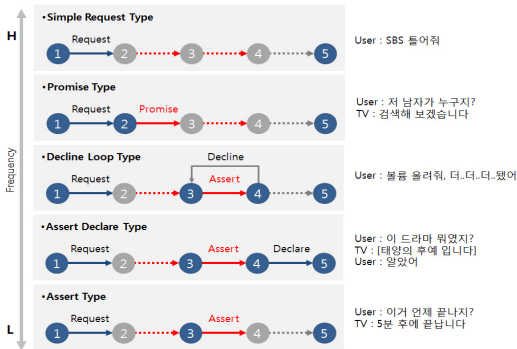 H
Frequency
L
•Simple Request Type
Request
1 2 3 4 5
User : SBS 틀어줘
•Promise Type
Request Promise
1 2 3 4 5
User : 저 남자가 누구지?
TV : 검색해 보겠습니다
•Decline Loop Type
Decline
Request Assert
1 2 3 4 5
User : 볼륨 올려줘, 더..더..더..됐어
•Assert Declare Type
Request Assert Declare
1 2 3 4 5
User : 이 드라마 뭐였지?
TV : [태양의 후예 입니다]
User : 알았어
•Assert Type
Request Assert
1 2 3 4 5
User : 이거 언제 끝나지?
TV : 5분 후에 끝납니다